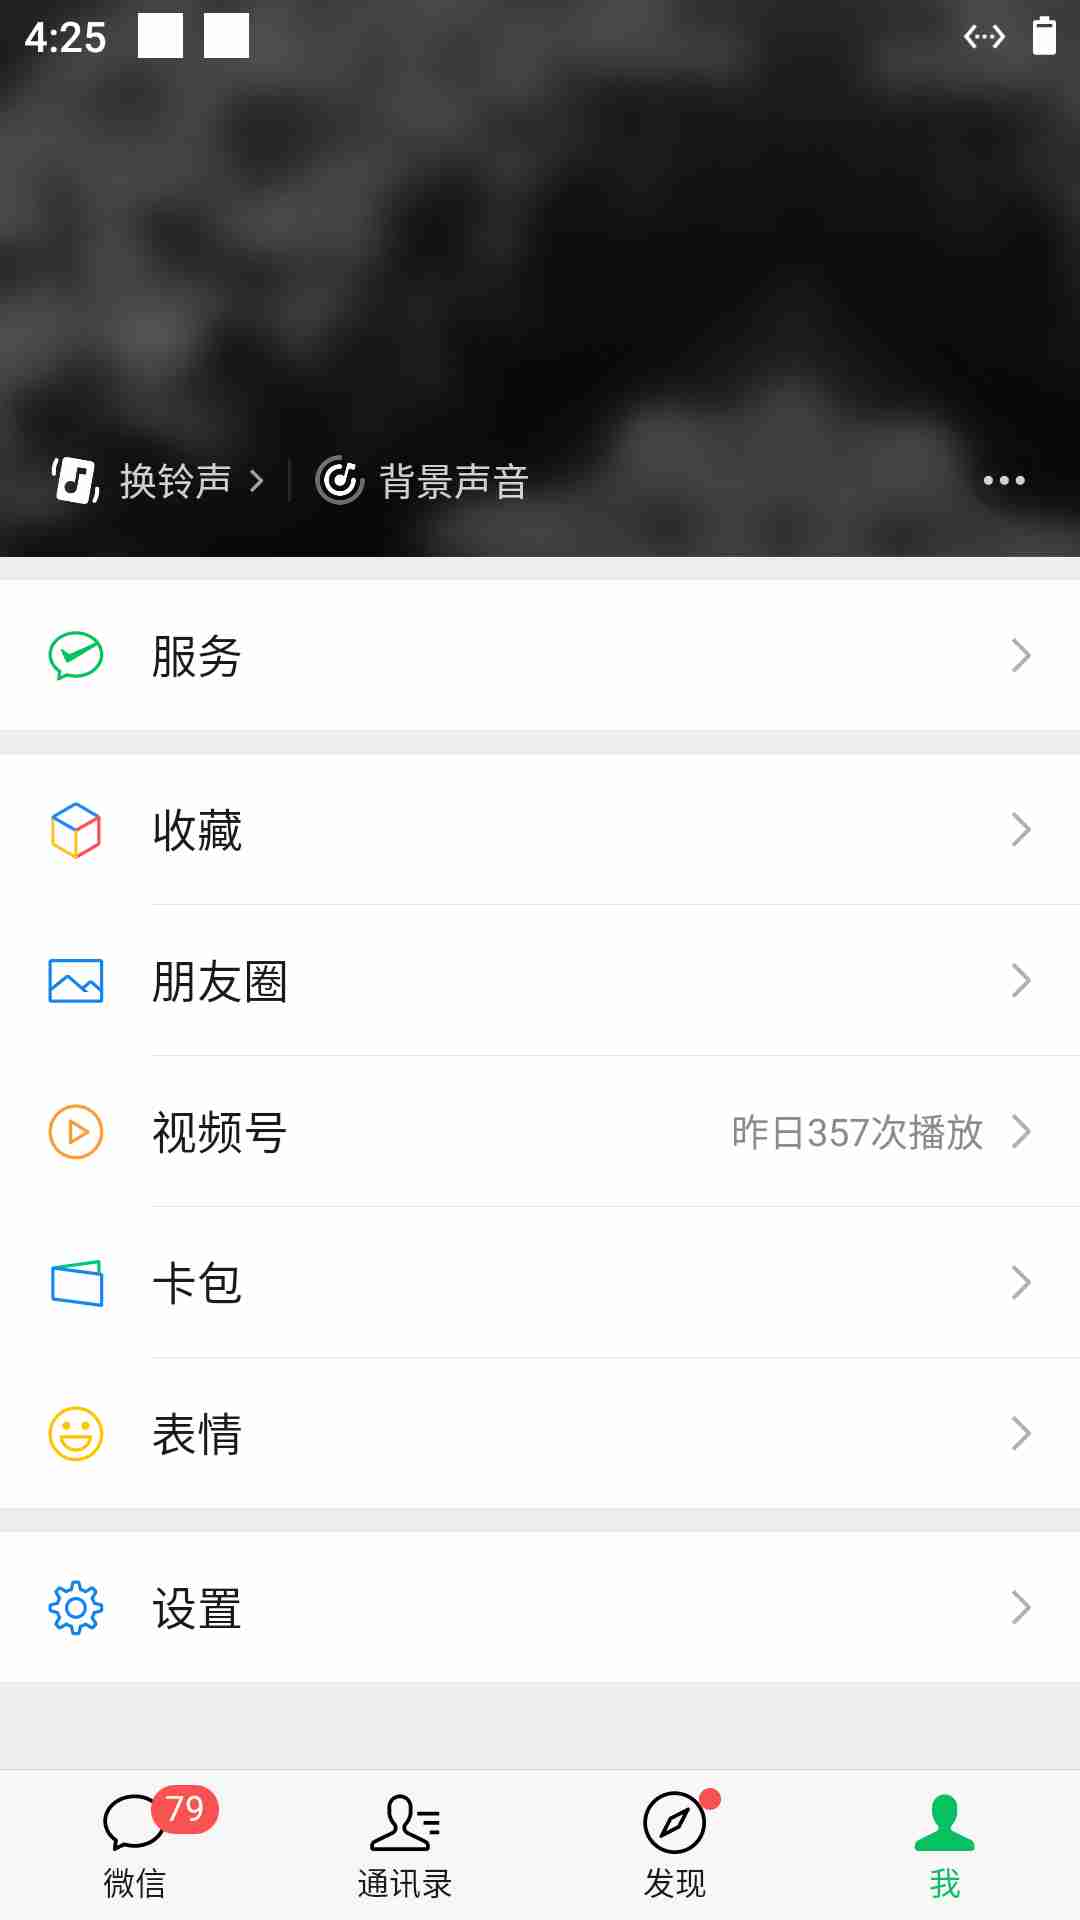 4:25
换铃声
背景声音
服务
收藏
朋友圈
视频号 昨日357次播放
卡包
表情
设置
79
微信 通讯录 发现 我